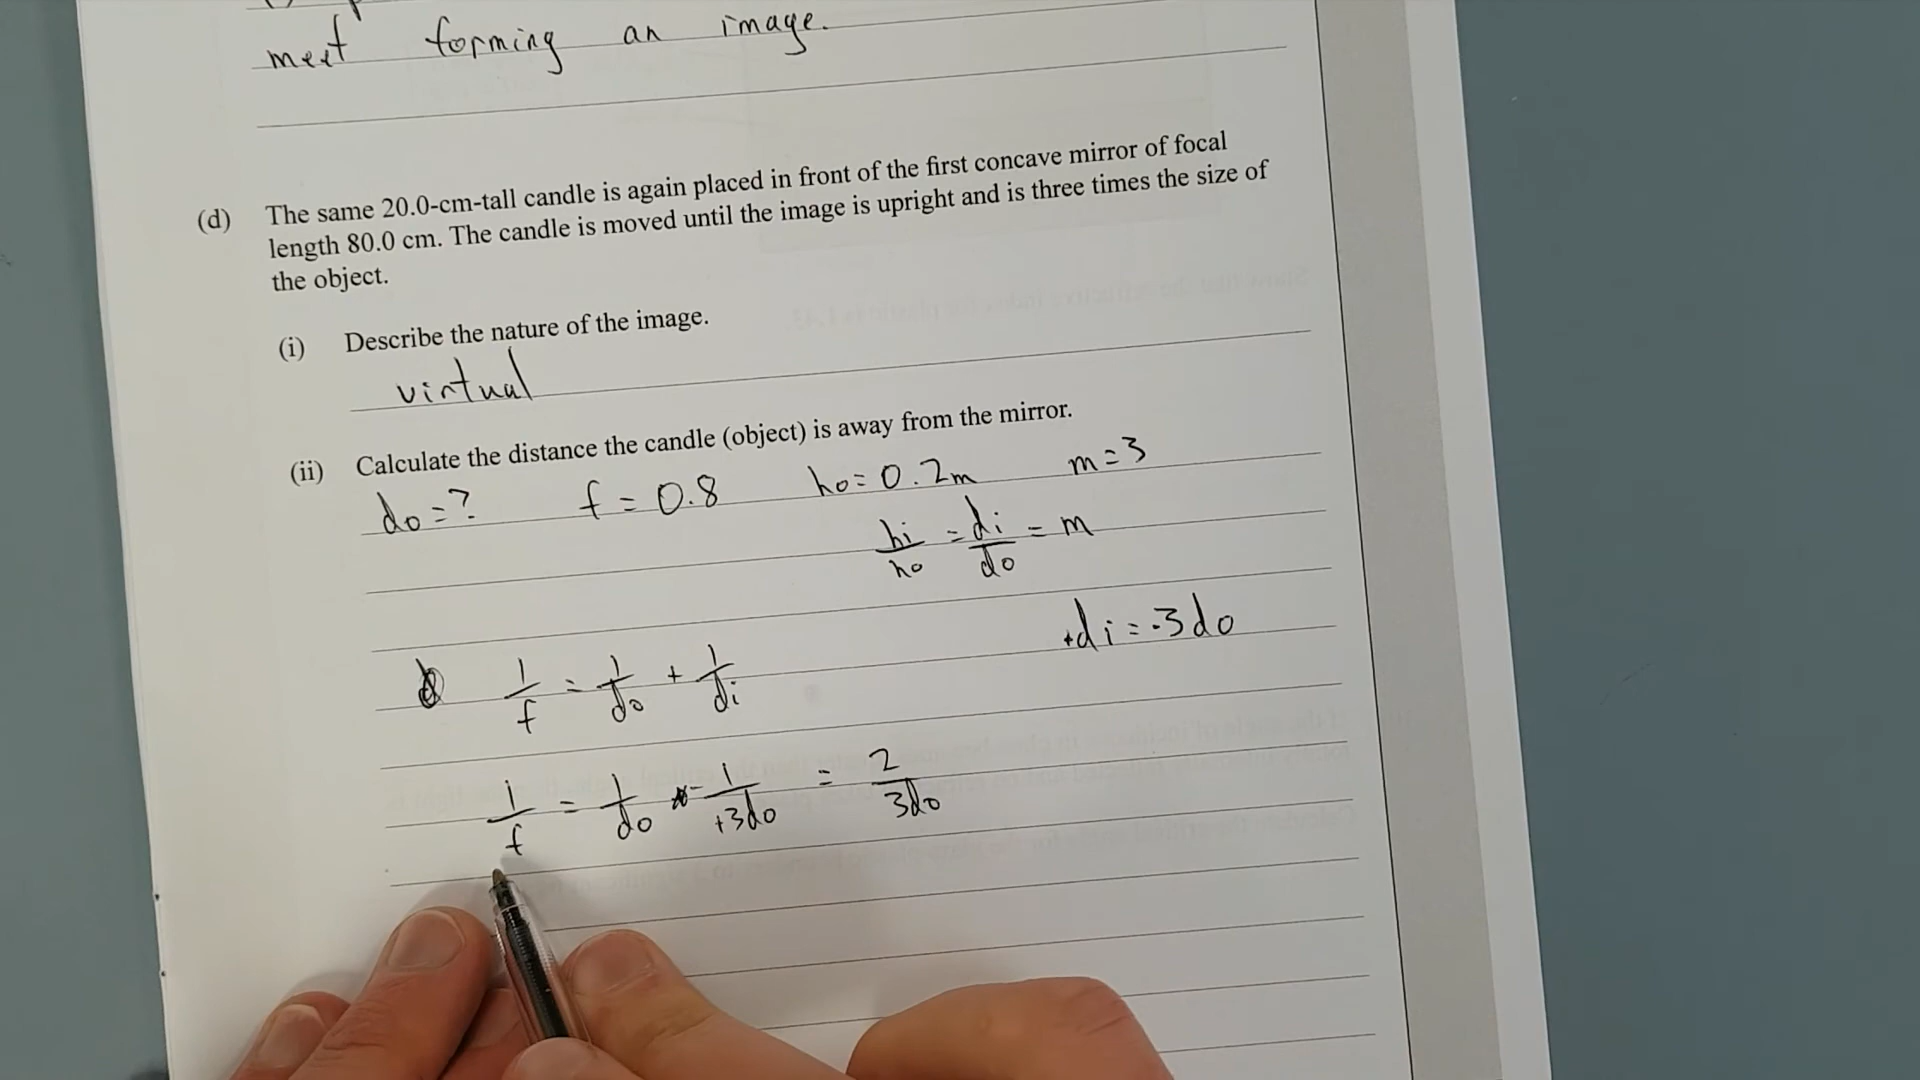 meet forming an image.
(d) The same 20.0-cm-tall candle is again placed in front of the first concave mirror of focal
length 80.0 cm. The candle is moved until the image is upright and is three times the size of
the object.
(i) Describe the nature of the image.
virtual
(ii) Calculate the distance the candle (object) is away from the mirror.
do = ? f = 0.8 ho = 0.2m m = 3
hi/ho = di/do = m
+di = -3do
1/f = 1/do + 1/di
1/f = 1/do - 1/+3do = 2/3do